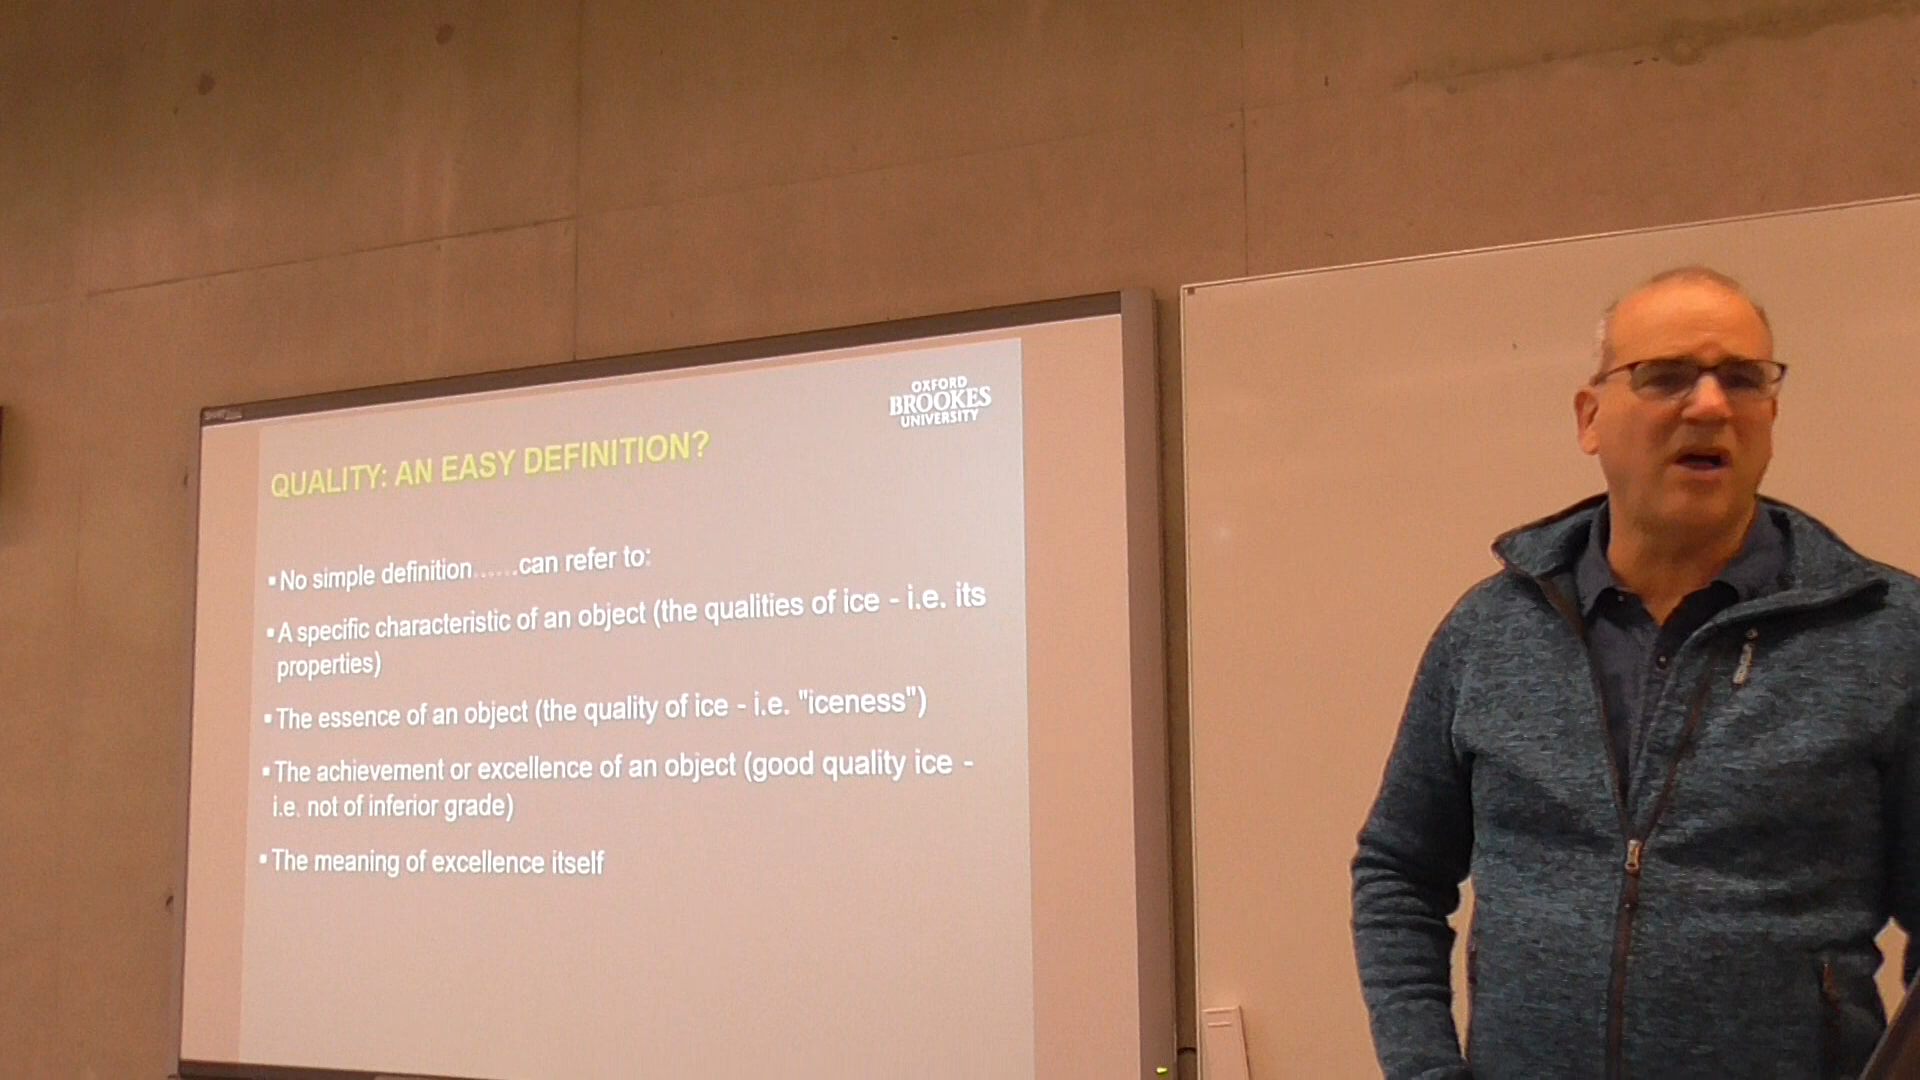 OXFORD
BROOKES
UNIVERSITY
QUALITY: AN EASY DEFINITION?
▪ No simple definition……can refer to:
▪ A specific characteristic of an object (the qualities of ice - i.e. its
properties)
▪ The essence of an object (the quality of ice - i.e. "iceness")
▪ The achievement or excellence of an object (good quality ice -
i.e. not of inferior grade)
▪ The meaning of excellence itself